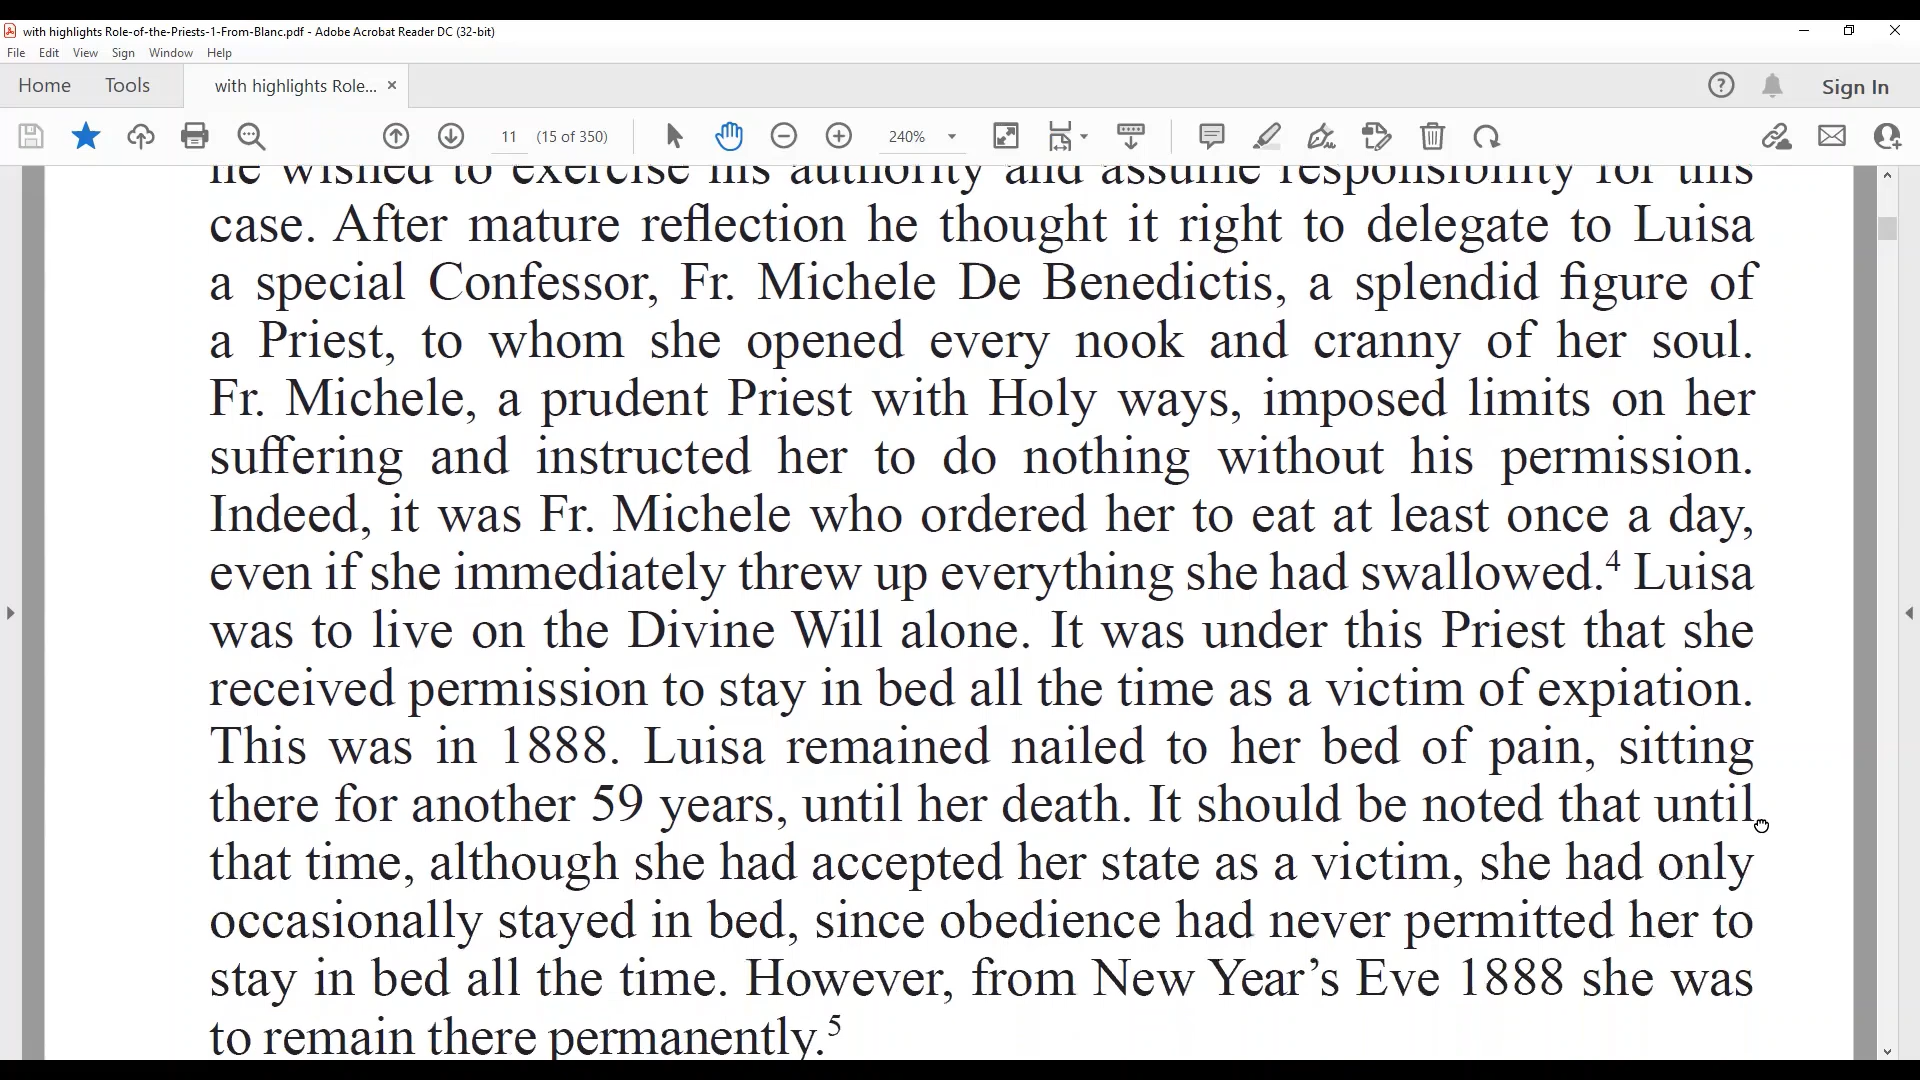 with highlights Role-of-the-Priests-1-From-Blanc.pdf - Adobe Acrobat Reader DC (32-bit)
File Edit View Sign Window Help
Home Tools with highlights Role... × Sign In
11 (15 of 350) 240%
he wished to exercise his authority and assume responsibility for this
case. After mature reflection he thought it right to delegate to Luisa
a special Confessor, Fr. Michele De Benedictis, a splendid figure of
a Priest, to whom she opened every nook and cranny of her soul.
Fr. Michele, a prudent Priest with Holy ways, imposed limits on her
suffering and instructed her to do nothing without his permission.
Indeed, it was Fr. Michele who ordered her to eat at least once a day,
even if she immediately threw up everything she had swallowed.⁴ Luisa
was to live on the Divine Will alone. It was under this Priest that she
received permission to stay in bed all the time as a victim of expiation.
This was in 1888. Luisa remained nailed to her bed of pain, sitting
there for another 59 years, until her death. It should be noted that until
that time, although she had accepted her state as a victim, she had only
occasionally stayed in bed, since obedience had never permitted her to
stay in bed all the time. However, from New Year’s Eve 1888 she was
to remain there permanently.⁵